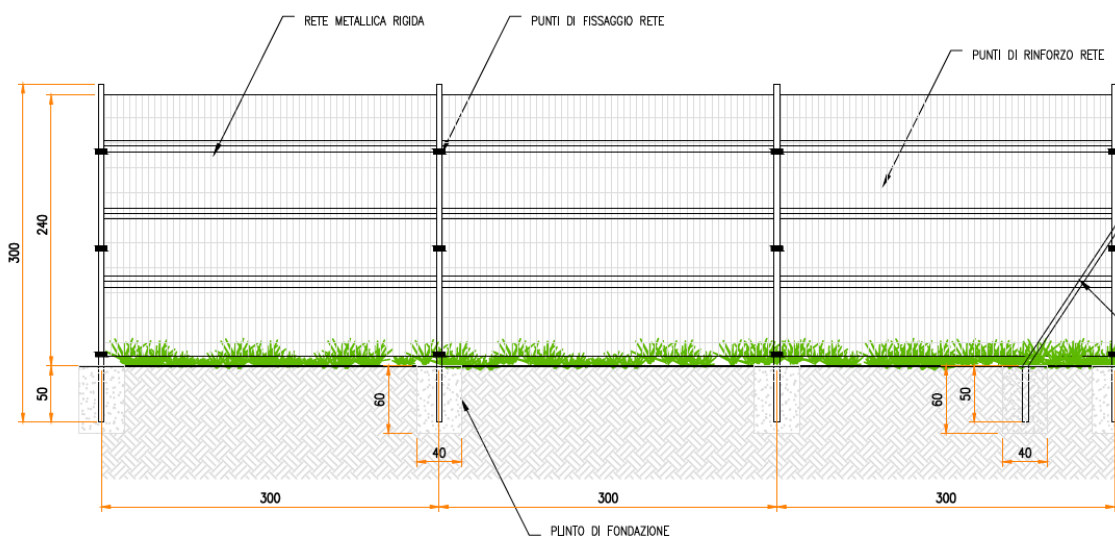 RETE METALLICA RIGIDA
PUNTI DI FISSAGGIO RETE
PUNTI DI RINFORZO RETE
300
240
50
60
40
60
50
40
300
300
300
PUNTO DI FONDAZIONE